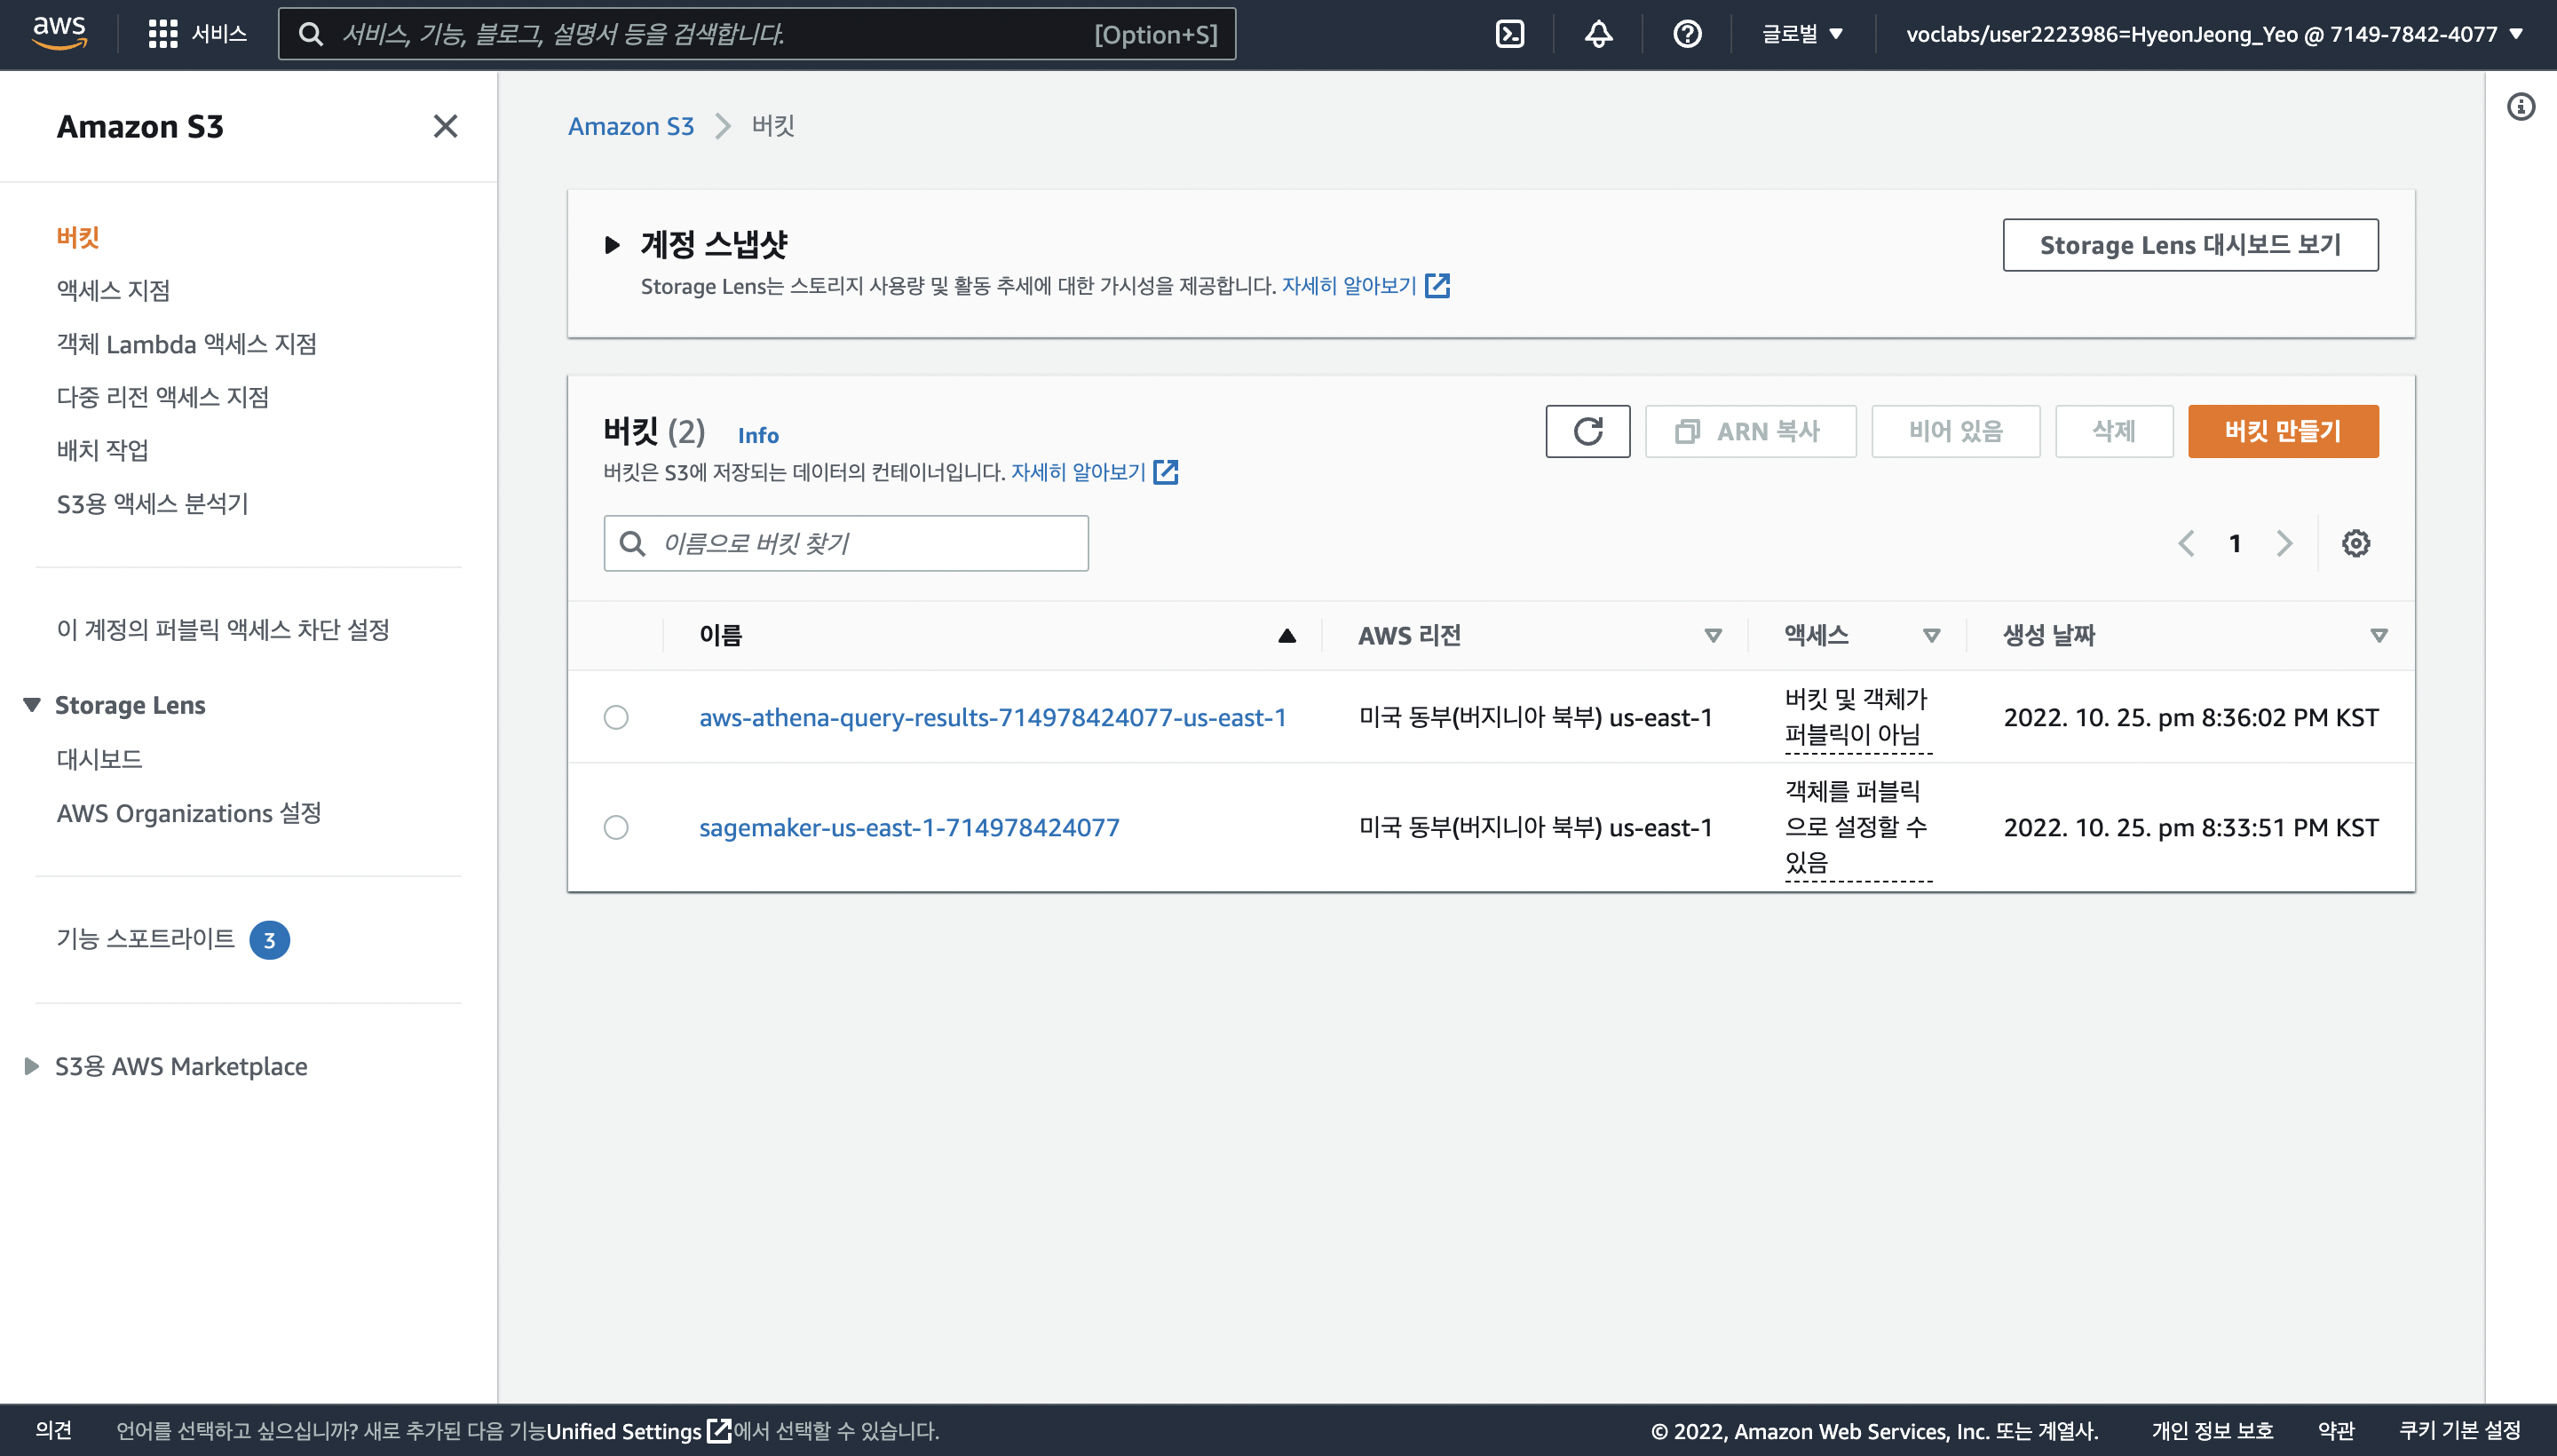 aws
서비스
서비스, 기능, 블로그, 설명서 등을 검색합니다.
[Option+S]
글로벌
voclabs/user2223986=HyeonJeong_Yeo @ 7149-7842-4077
Amazon S3
버킷
액세스 지점
객체 Lambda 액세스 지점
다중 리전 액세스 지점
배치 작업
S3용 액세스 분석기
이 계정의 퍼블릭 액세스 차단 설정
Storage Lens
대시보드
AWS Organizations 설정
기능 스포트라이트 3
S3용 AWS Marketplace
Amazon S3 버킷
계정 스냅샷
Storage Lens 대시보드 보기
Storage Lens는 스토리지 사용량 및 활동 추세에 대한 가시성을 제공합니다. 자세히 알아보기
버킷 (2) Info
ARN 복사
비어 있음
삭제
버킷 만들기
버킷은 S3에 저장되는 데이터의 컨테이너입니다. 자세히 알아보기
이름으로 버킷 찾기
1
이름 AWS 리전 액세스 생성 날짜
aws-athena-query-results-714978424077-us-east-1
미국 동부(버지니아 북부) us-east-1
버킷 및 객체가
퍼블릭이 아님
2022. 10. 25. pm 8:36:02 PM KST
sagemaker-us-east-1-714978424077
미국 동부(버지니아 북부) us-east-1
객체를 퍼블릭
으로 설정할 수
있음
2022. 10. 25. pm 8:33:51 PM KST
의견
언어를 선택하고 싶으십니까? 새로 추가된 다음 기능Unified Settings에서 선택할 수 있습니다.
© 2022, Amazon Web Services, Inc. 또는 계열사.
개인 정보 보호
약관
쿠키 기본 설정